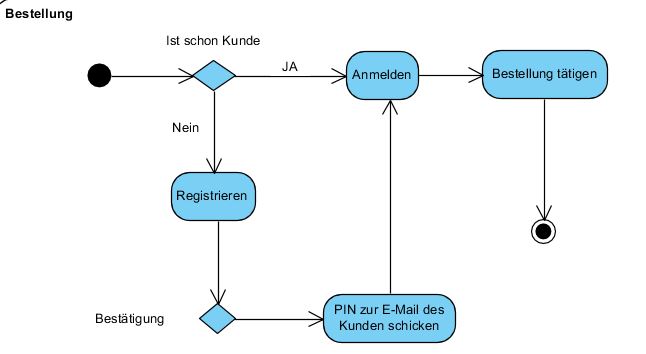 Bestellung
Ist schon Kunde
JA
Anmelden
Bestellung tätigen
Nein
Registrieren
Bestätigung
PIN zur E-Mail des
Kunden schicken